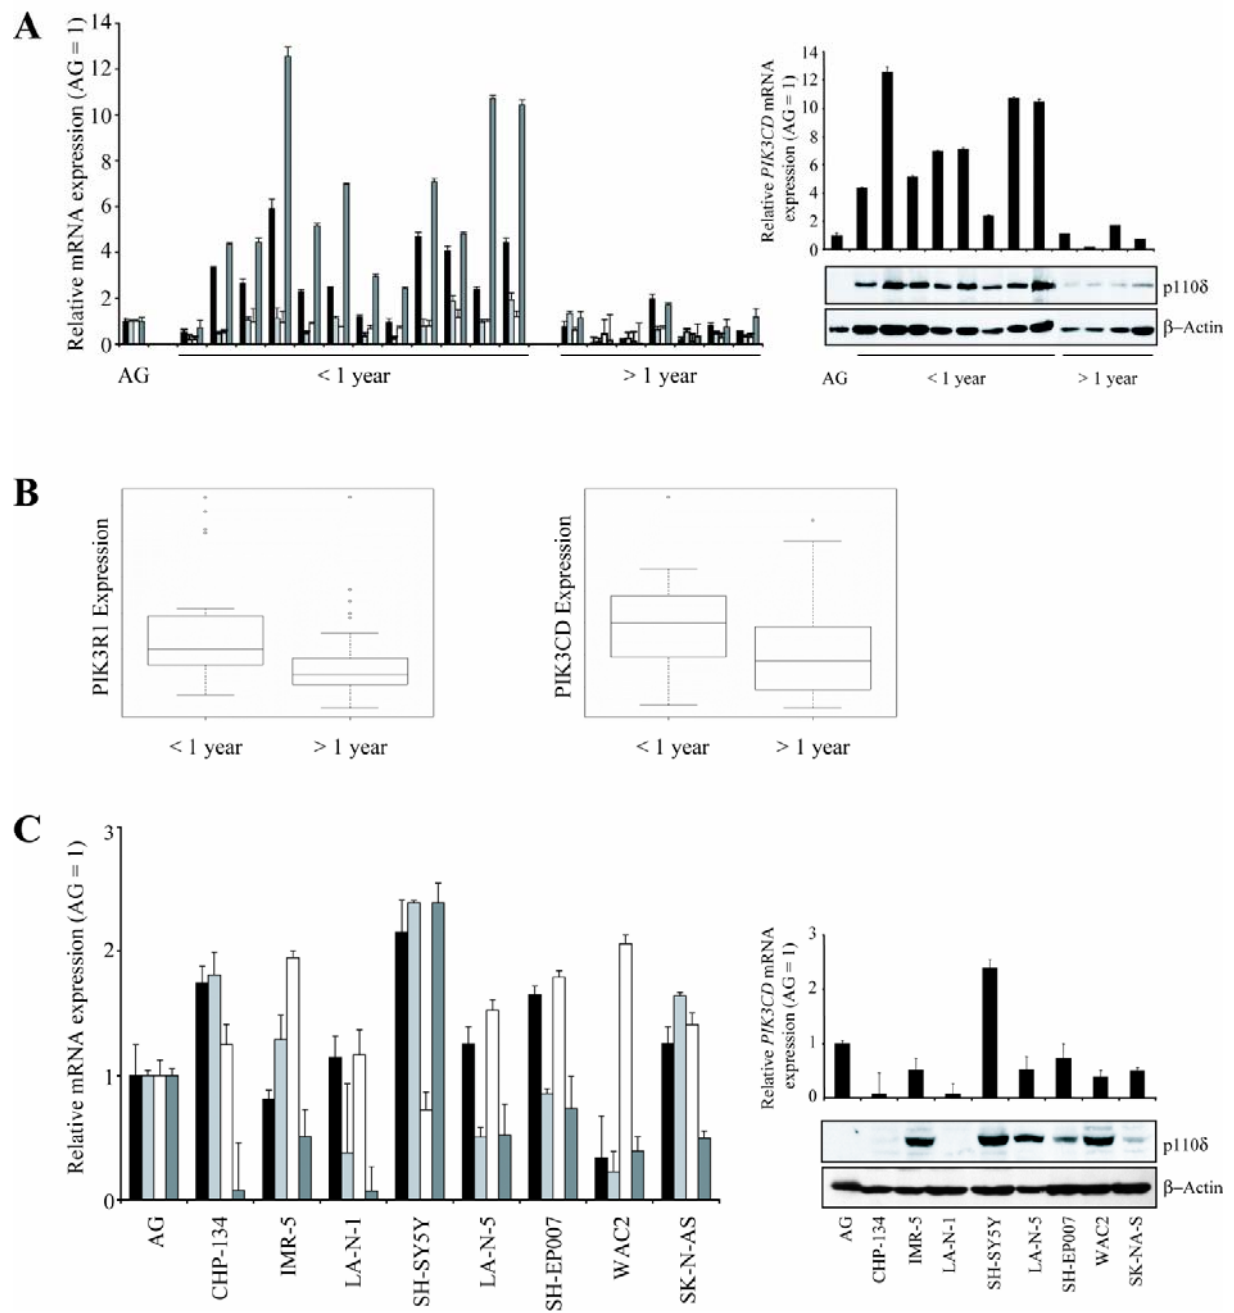 A
Relative mRNA expression (AG = 1)
14
12
10
8
6
4
2
0
AG
< 1 year
> 1 year
Relative PIK3CD mRNA
expression (AG = 1)
14
12
10
8
6
4
2
0
p110δ
β–Actin
AG
< 1 year
> 1 year
B
PIK3R1 Expression
< 1 year
> 1 year
PIK3CD Expression
< 1 year
> 1 year
C
Relative mRNA expression (AG = 1)
3
2
1
0
AG
CHP-134
IMR-5
LA-N-1
SH-SY5Y
LA-N-5
SH-EP007
WAC2
SK-N-AS
Relative PIK3CD mRNA
expression (AG = 1)
3
2
1
0
p110δ
β–Actin
AG
CHP-134
IMR-5
LA-N-1
SH-SY5Y
LA-N-5
SH-EP007
WAC2
SK-NA-S